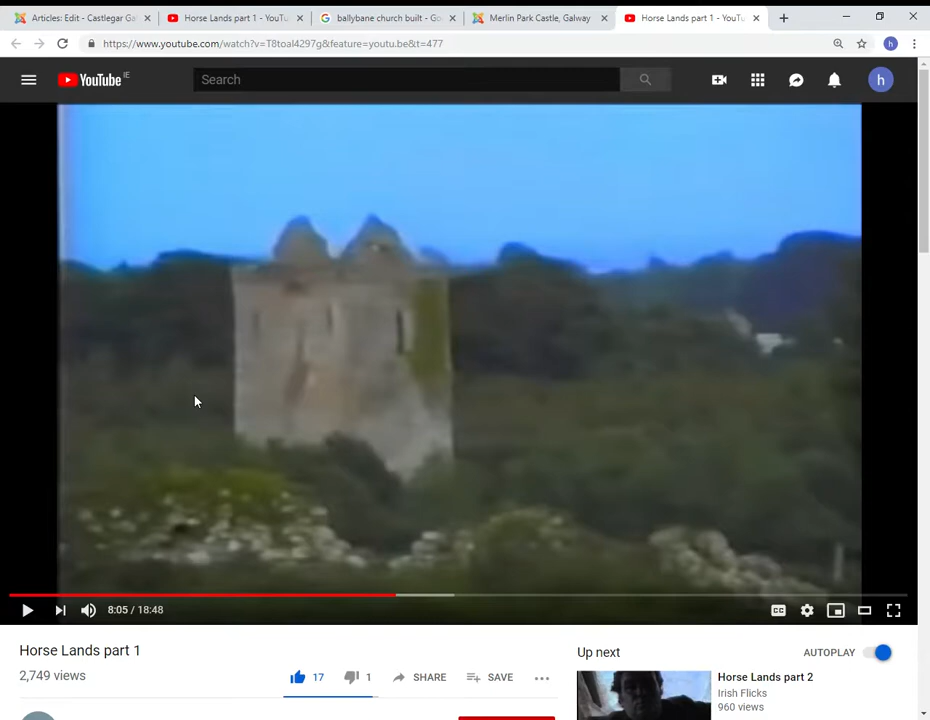 Articles: Edit - Castlegar Ga
Horse Lands part 1 - YouT
ballybane church built - Go
Merlin Park Castle, Galway
Horse Lands part 1 - YouTu
https://www.youtube.com/watch?v=T8toal4297g&feature=youtu.be&t=477
h
YouTube IE
Search
h
8:05 / 18:48
CC
Horse Lands part 1
2,749 views
17
1
SHARE
SAVE
Up next
AUTOPLAY
Horse Lands part 2
Irish Flicks
960 views